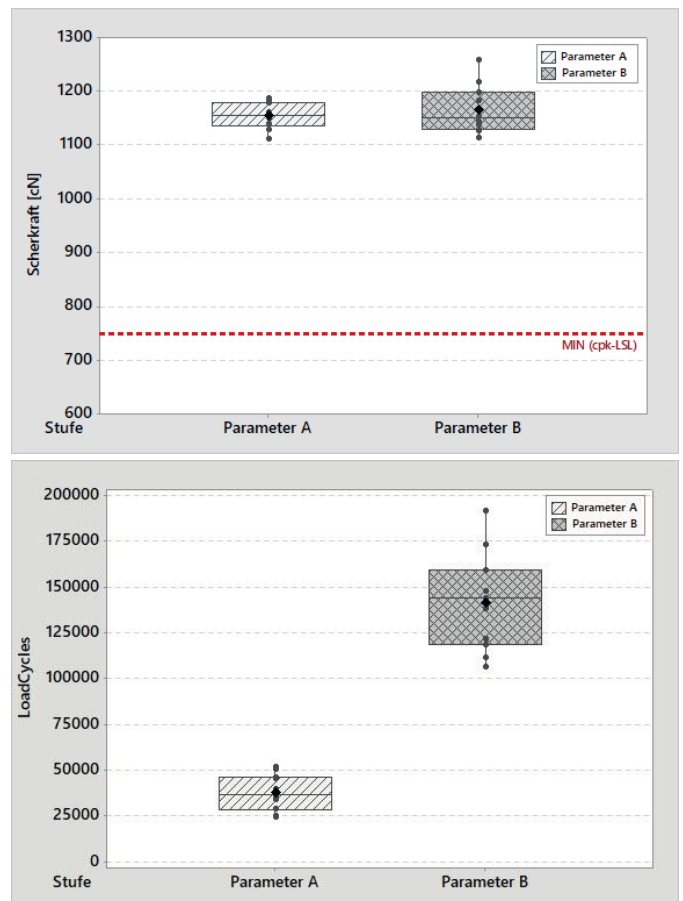 1300
1200
1100
1000
900
800
700
600
Scherkraft [cN]
Parameter A
Parameter B
MIN (cpk-LSL)
Stufe Parameter A Parameter B
200000
175000
150000
125000
100000
75000
50000
25000
0
LoadCycles
Parameter A
Parameter B
Stufe Parameter A Parameter B